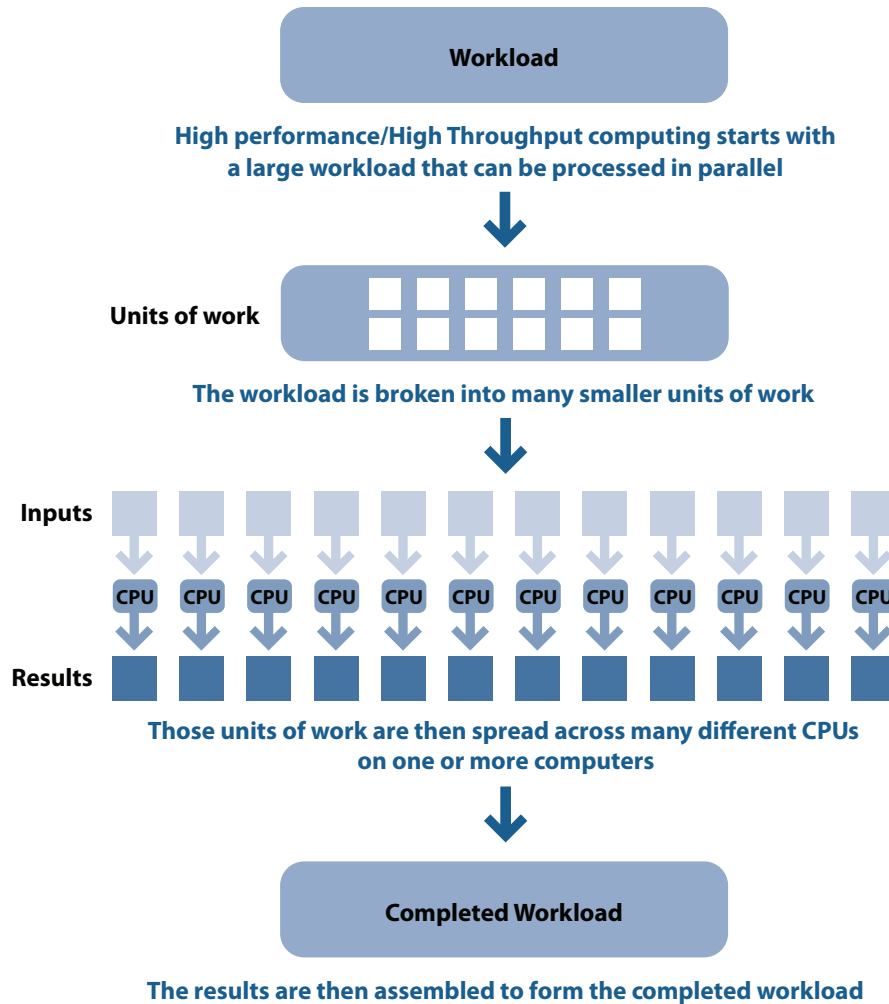 Workload
High performance/High Throughput computing starts with
a large workload that can be processed in parallel
Units of work
The workload is broken into many smaller units of work
Inputs
CPU CPU CPU CPU CPU CPU CPU CPU CPU CPU CPU CPU
Results
Those units of work are then spread across many different CPUs
on one or more computers
Completed Workload
The results are then assembled to form the completed workload